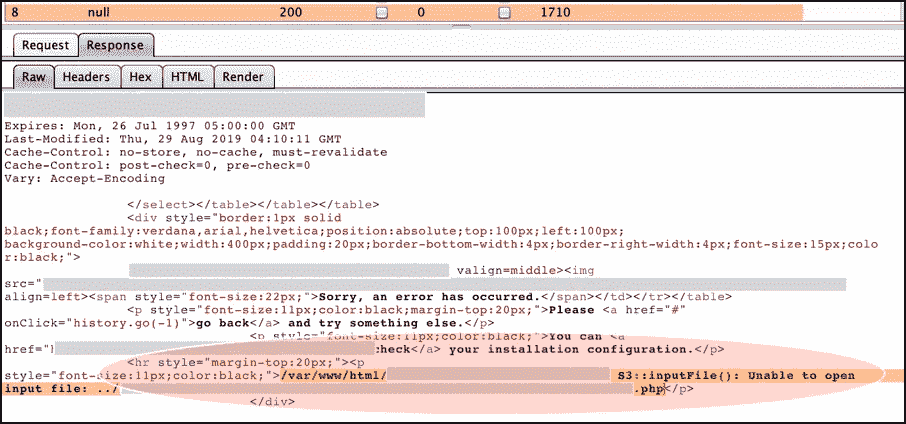 8 null 200 0 1710
Request Response
Raw Headers Hex HTML Render
Expires: Mon, 26 Jul 1997 05:00:00 GMT
Last-Modified: Thu, 29 Aug 2019 04:10:11 GMT
Cache-Control: no-store, no-cache, must-revalidate
Cache-Control: post-check=0, pre-check=0
Vary: Accept-Encoding
</select></table></table></table>
<div style="border:1px solid
black;font-family:verdana,arial,helvetica;position:absolute;top:100px;left:100px;
background-color:white;width:400px;padding:20px;border-bottom-width:4px;border-right-width:4px;font-size:15px;colo
r:black;">
valign=middle><img
src="
align=left><span style="font-size:22px;">Sorry, an error has occurred.</span></td></tr></table>
<p style="font-size:11px;color:black;margin-top:20px;">Please <a href="#"
onClick="history.go(-1)">go back</a> and try something else.</p>
<p style="font-size:11px;color:black;">You can <a
href="h check</a> your installation configuration.</p>
<hr style="margin-top:20px;"><p
style="font-size:11px;color:black;">/var/www/html/ S3::inputFile(): Unable to open
input file: ../ .php</p>
</div>